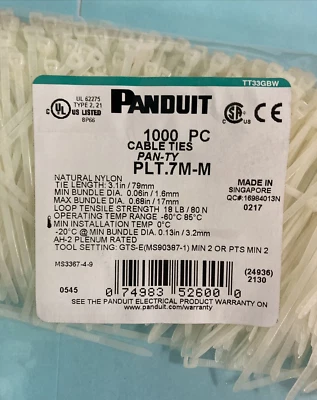 TT33GBW
UL 62275
TYPE 2, 21
c UL US LISTED
BP66
PANDUIT
SA CE
1000 PC
CABLE TIES
PAN-TY
PLT.7M-M
NATURAL NYLON
TIE LENGTH: 3.1in / 79mm
MIN BUNDLE DIA. 0.06in / 1.6mm
MAX BUNDLE DIA. 0.68in / 17mm
LOOP TENSILE STRENGTH 18 LB / 80 N
OPERATING TEMP RANGE -60°C 85°C
MIN INSTALLATION TEMP 0°C
-20°C @ MIN BUNDLE DIA. 0.13in / 3.2mm
AH-2 PLENUM RATED
TOOL SETTING: GTS-E(MS90387-1) MIN 2 OR PTS MIN 2
MADE IN
SINGAPORE
QC#:16984013N
0217
MS3367-4-9
(24936)
2130
0545
0 74983 52600 0
SEE THE PANDUIT ELECTRICAL PRODUCT WARRANTY
www.panduit.com/warranty